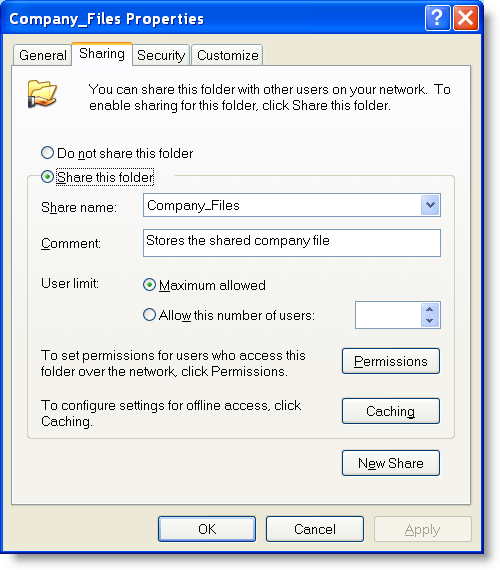 Company_Files Properties
General Sharing Security Customize
You can share this folder with other users on your network. To
enable sharing for this folder, click Share this folder.
Do not share this folder
Share this folder
Share name: Company_Files
Comment: Stores the shared company file
User limit: Maximum allowed
Allow this number of users:
To set permissions for users who access this
folder over the network, click Permissions.
Permissions
To configure settings for offline access, click
Caching.
Caching
New Share
OK Cancel Apply